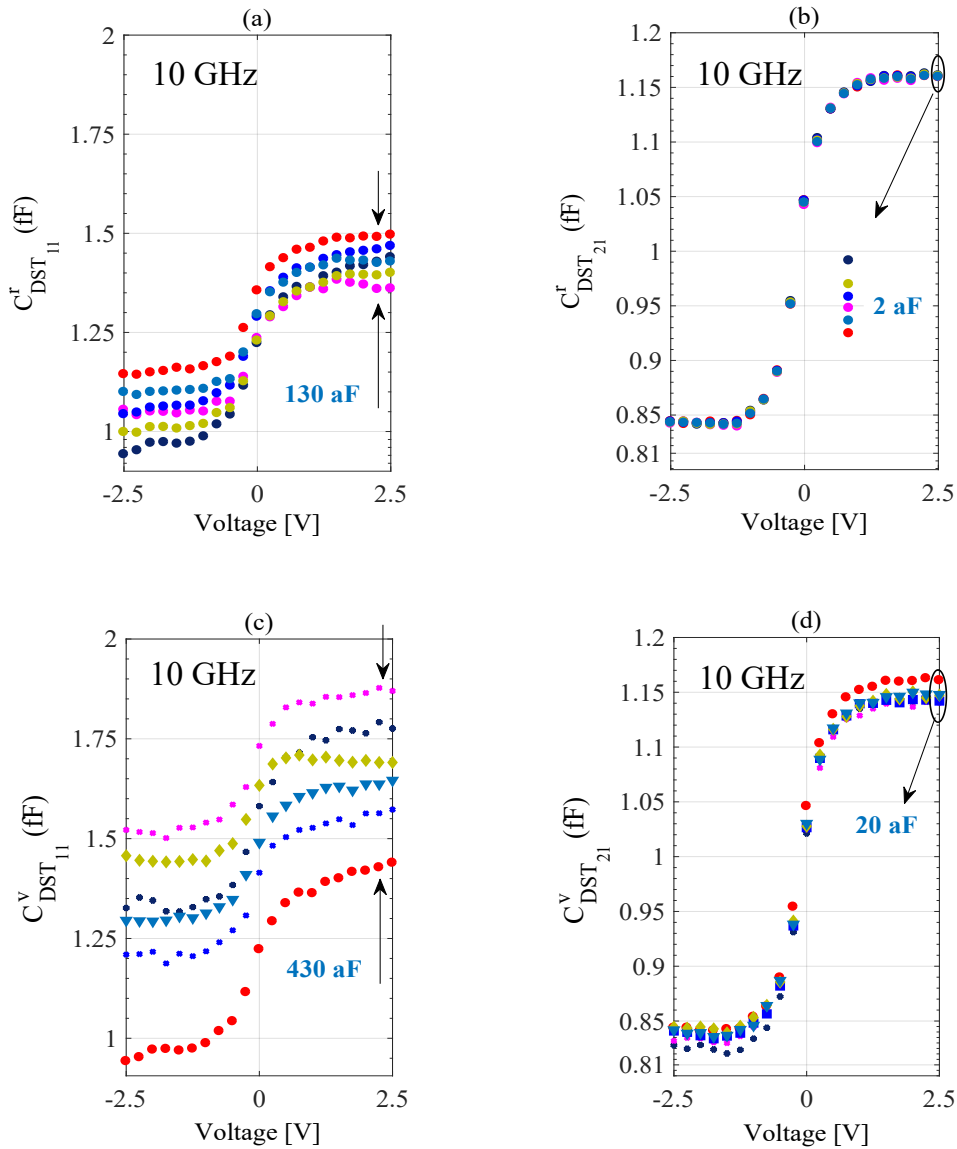 (a)
10 GHz
2
1.75
1.5
1.25
1
-2.5
0
2.5
C^r_DST_11 (fF)
Voltage [V]
130 aF
(b)
10 GHz
1.2
1.15
1.1
1.05
1
0.95
0.9
0.85
0.81
-2.5
0
2.5
C^r_DST_21 (fF)
Voltage [V]
2 aF
(c)
10 GHz
2
1.75
1.5
1.25
1
-2.5
0
2.5
C^v_DST_11 (fF)
Voltage [V]
430 aF
(d)
10 GHz
1.2
1.15
1.1
1.05
1
0.95
0.9
0.85
0.81
-2.5
0
2.5
C^v_DST_21 (fF)
Voltage [V]
20 aF